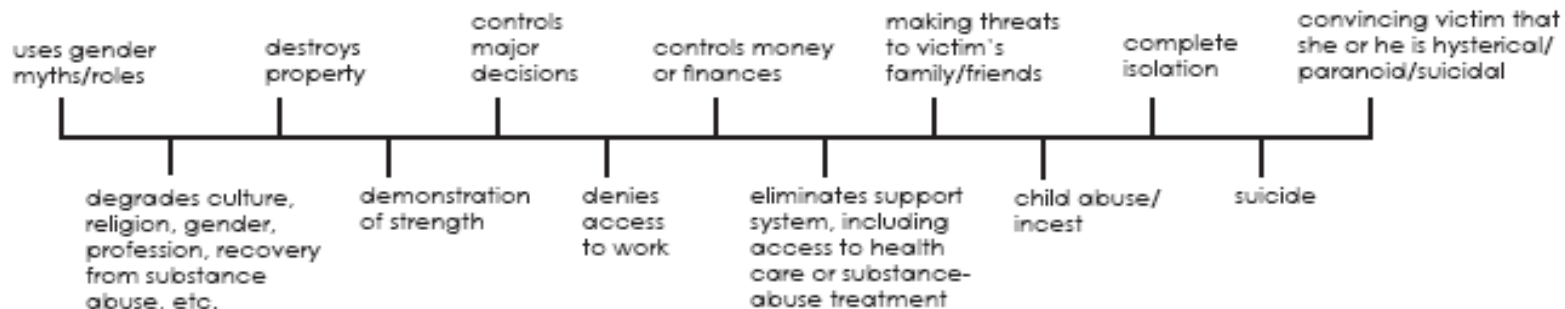 uses gender
myths/roles
destroys
property
controls
major
decisions
controls money
or finances
making threats
to victim's
family/friends
complete
isolation
convincing victim that
she or he is hysterical/
paranoid/suicidal
degrades culture,
religion, gender,
profession, recovery
from substance
abuse, etc.
demonstration
of strength
denies
access
to work
eliminates support
system, including
access to health
care or substance-
abuse treatment
child abuse/
incest
suicide